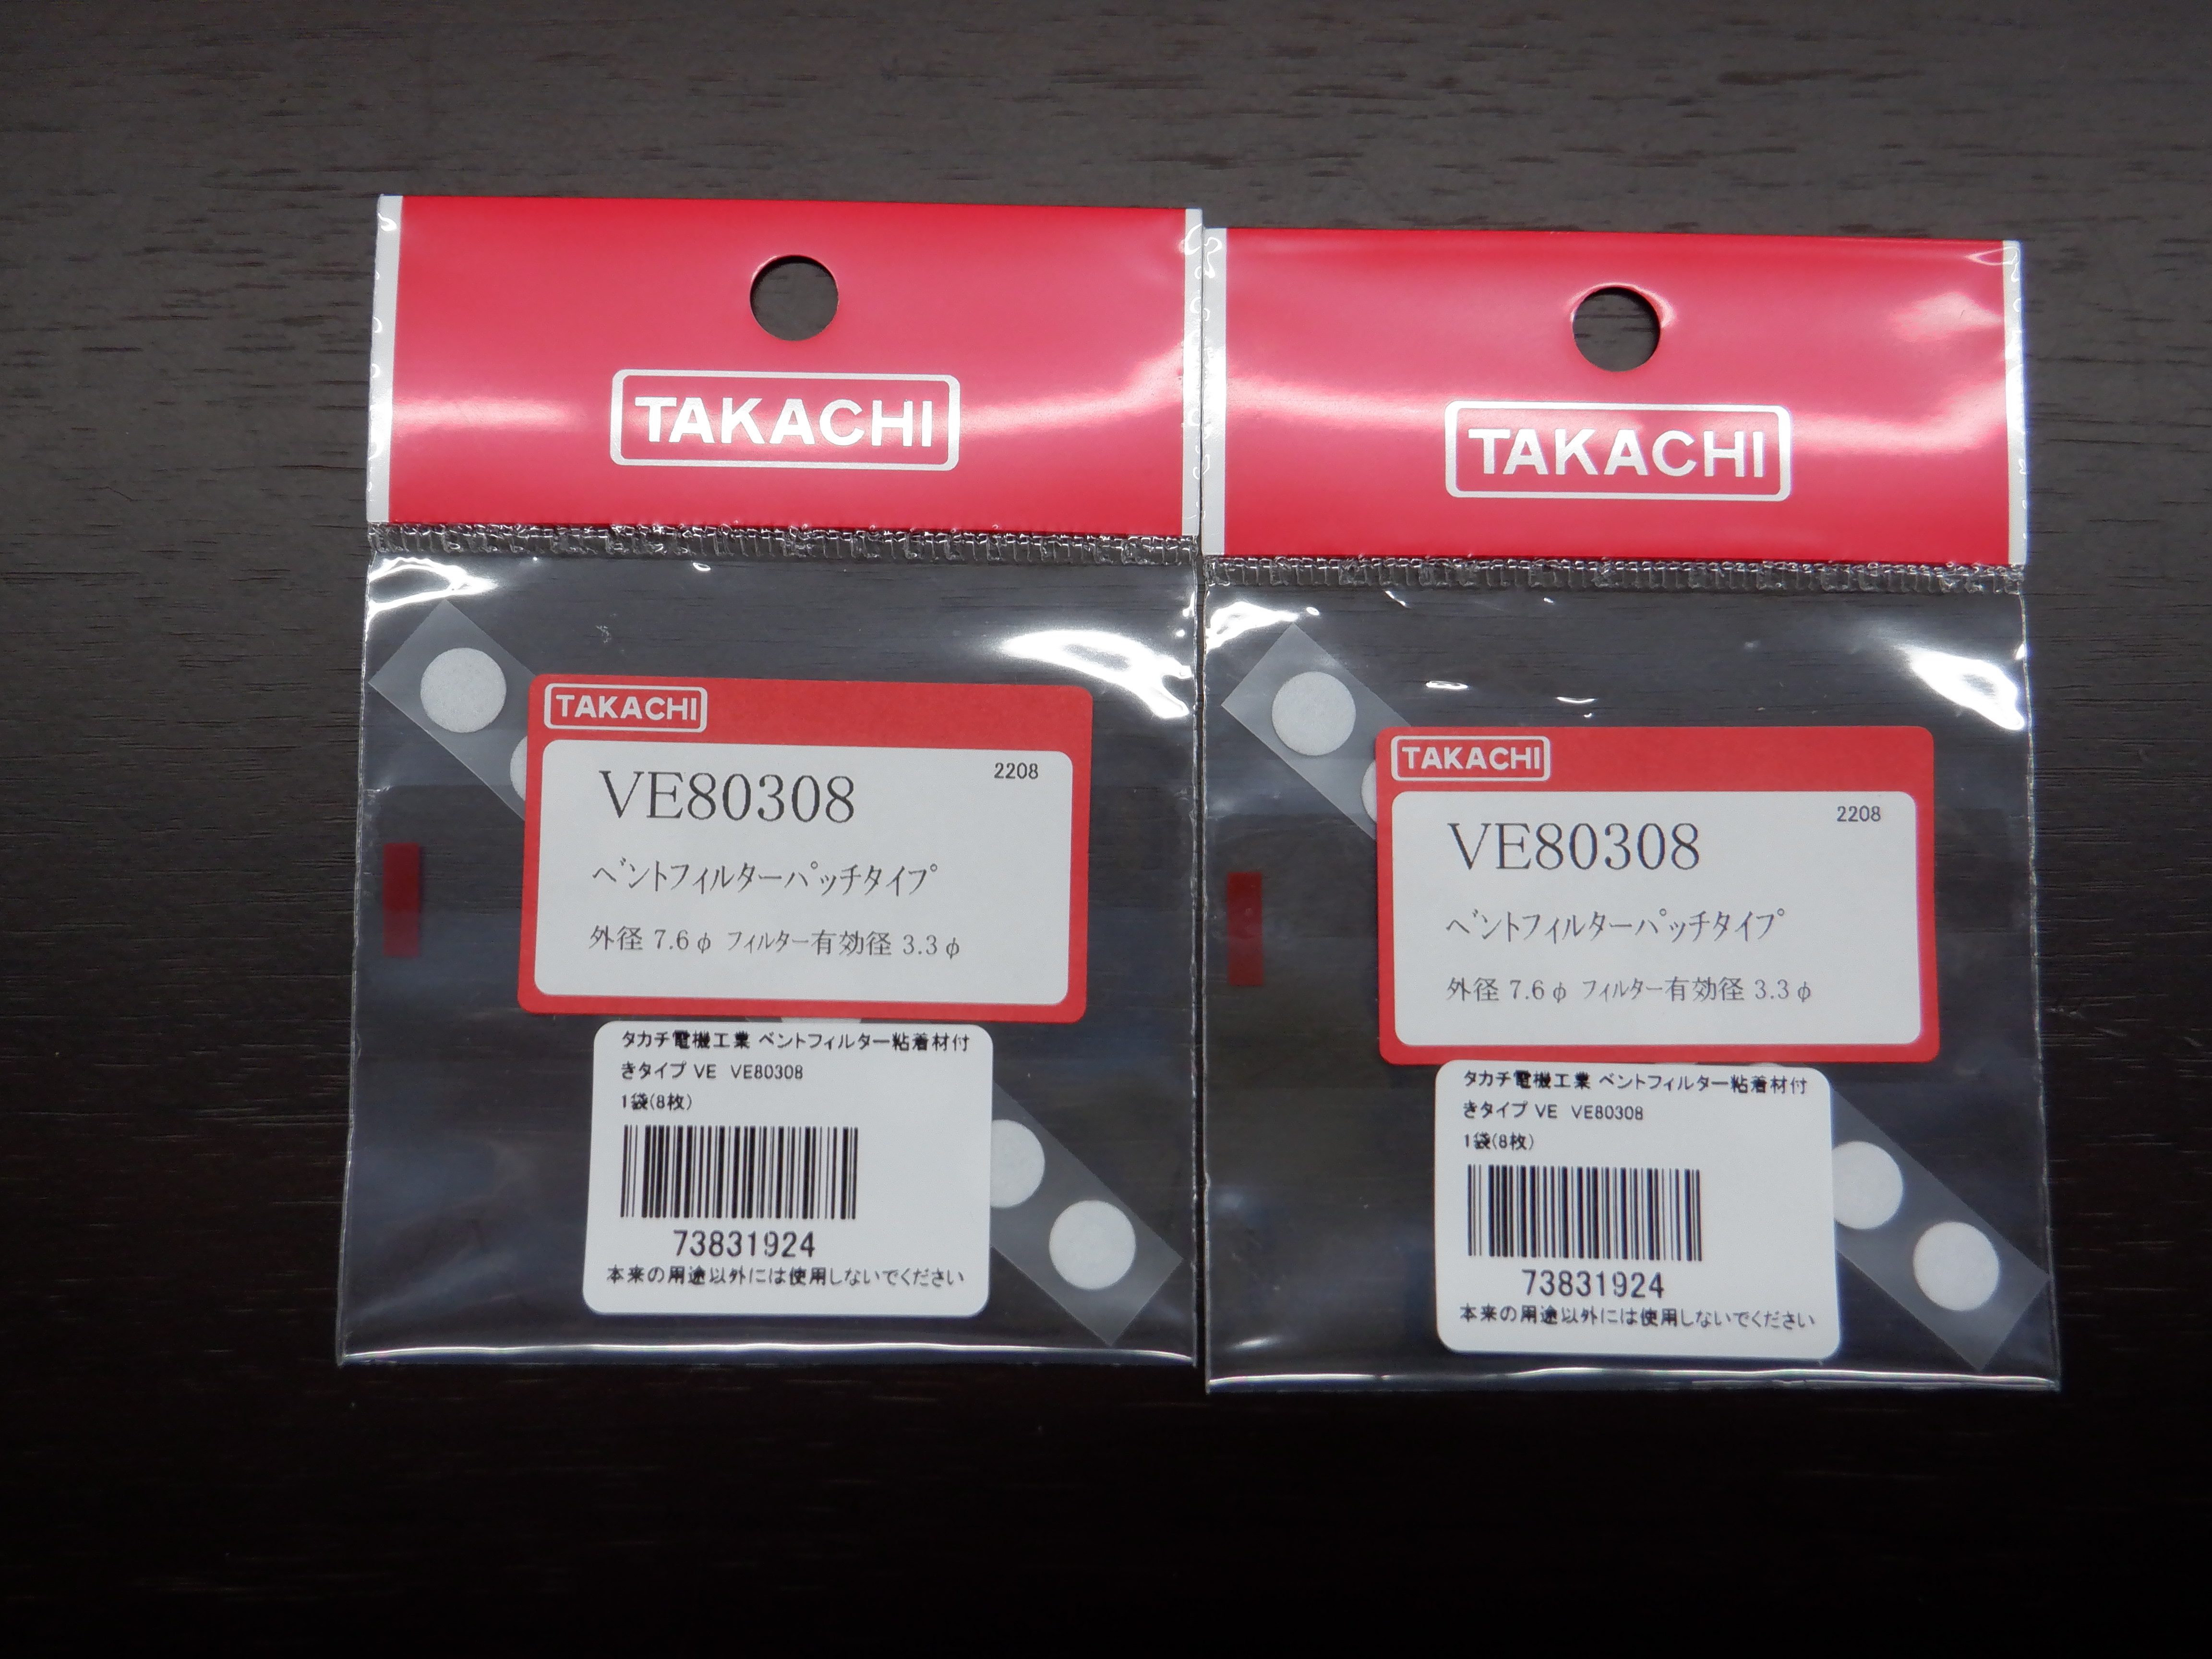 TAKACHI
TAKACHI
VE80308
2208
ベントフィルターパッチタイプ
外径 7.6φ フィルター有効径 3.3φ
タカチ電機工業 ベントフィルター粘着材付
きタイプ VE VE80308
1袋(8枚)
73831924
本来の用途以外には使用しないでください
TAKACHI
TAKACHI
VE80308
2208
ベントフィルターパッチタイプ
外径 7.6φ フィルター有効径 3.3φ
タカチ電機工業 ベントフィルター粘着材付
きタイプ VE VE80308
1袋(8枚)
73831924
本来の用途以外には使用しないでください